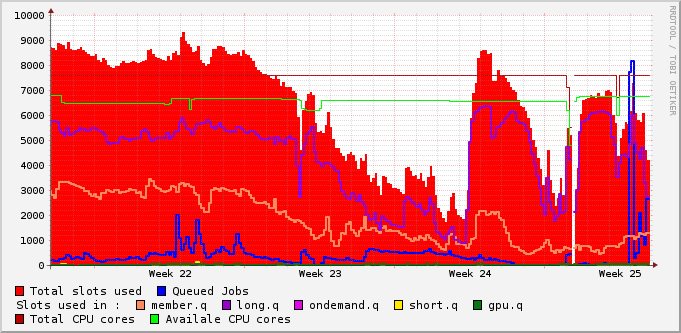 10000
9000
8000
7000
6000
5000
4000
3000
2000
1000
0
Week 22 Week 23 Week 24 Week 25
RRDTOOL / TOBI OETIKER
Total slots used Queued Jobs
Slots used in : member.q long.q ondemand.q short.q gpu.q
Total CPU cores Availale CPU cores